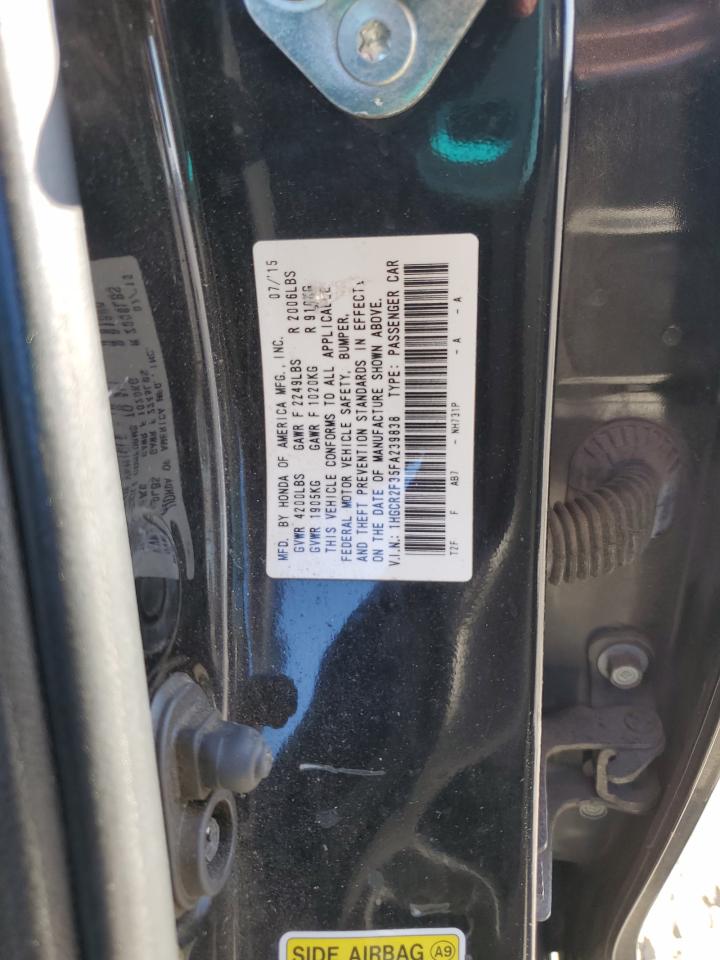 MFD. BY HONDA OF AMERICA MFG., INC. 07/'15
GVWR 4200LBS GAWR F 2249LBS R 2006LBS
GVWR 1905KG GAWR F 1020KG R 910KG
THIS VEHICLE CONFORMS TO ALL APPLICABLE
FEDERAL MOTOR VEHICLE SAFETY, BUMPER,
AND THEFT PREVENTION STANDARDS IN EFFECT
ON THE DATE OF MANUFACTURE SHOWN ABOVE.
V.I.N.: 1HGCR2F35FA239838 TYPE: PASSENGER CAR
T2F F AB7 - NH731P - A - A
SIDE AIRBAG A9